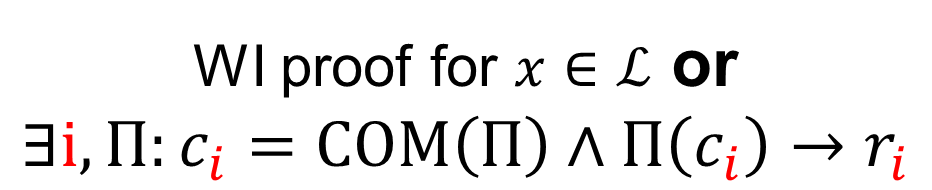 WI proof for 𝑥 ∈ ℒ or
∃i, Π: 𝑐ᵢ = COM(Π) ∧ Π(𝑐ᵢ) → 𝑟ᵢ